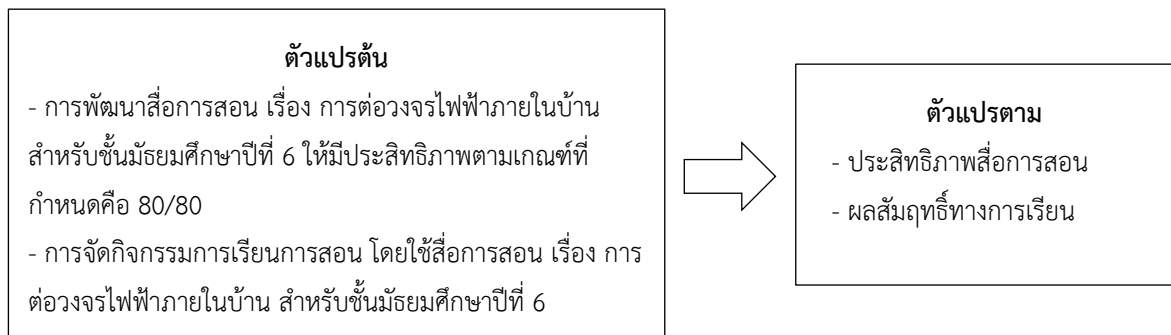 ตัวแปรต้น
- การพัฒนาสื่อการสอน เรื่อง การต่อวงจรไฟฟ้าภายในบ้าน
สำหรับชั้นมัธยมศึกษาปีที่ 6 ให้มีประสิทธิภาพตามเกณฑ์ที่
กำหนดคือ 80/80
- การจัดกิจกรรมการเรียนการสอน โดยใช้สื่อการสอน เรื่อง การ
ต่อวงจรไฟฟ้าภายในบ้าน สำหรับชั้นมัธยมศึกษาปีที่ 6
ตัวแปรตาม
- ประสิทธิภาพสื่อการสอน
- ผลสัมฤทธิ์ทางการเรียน